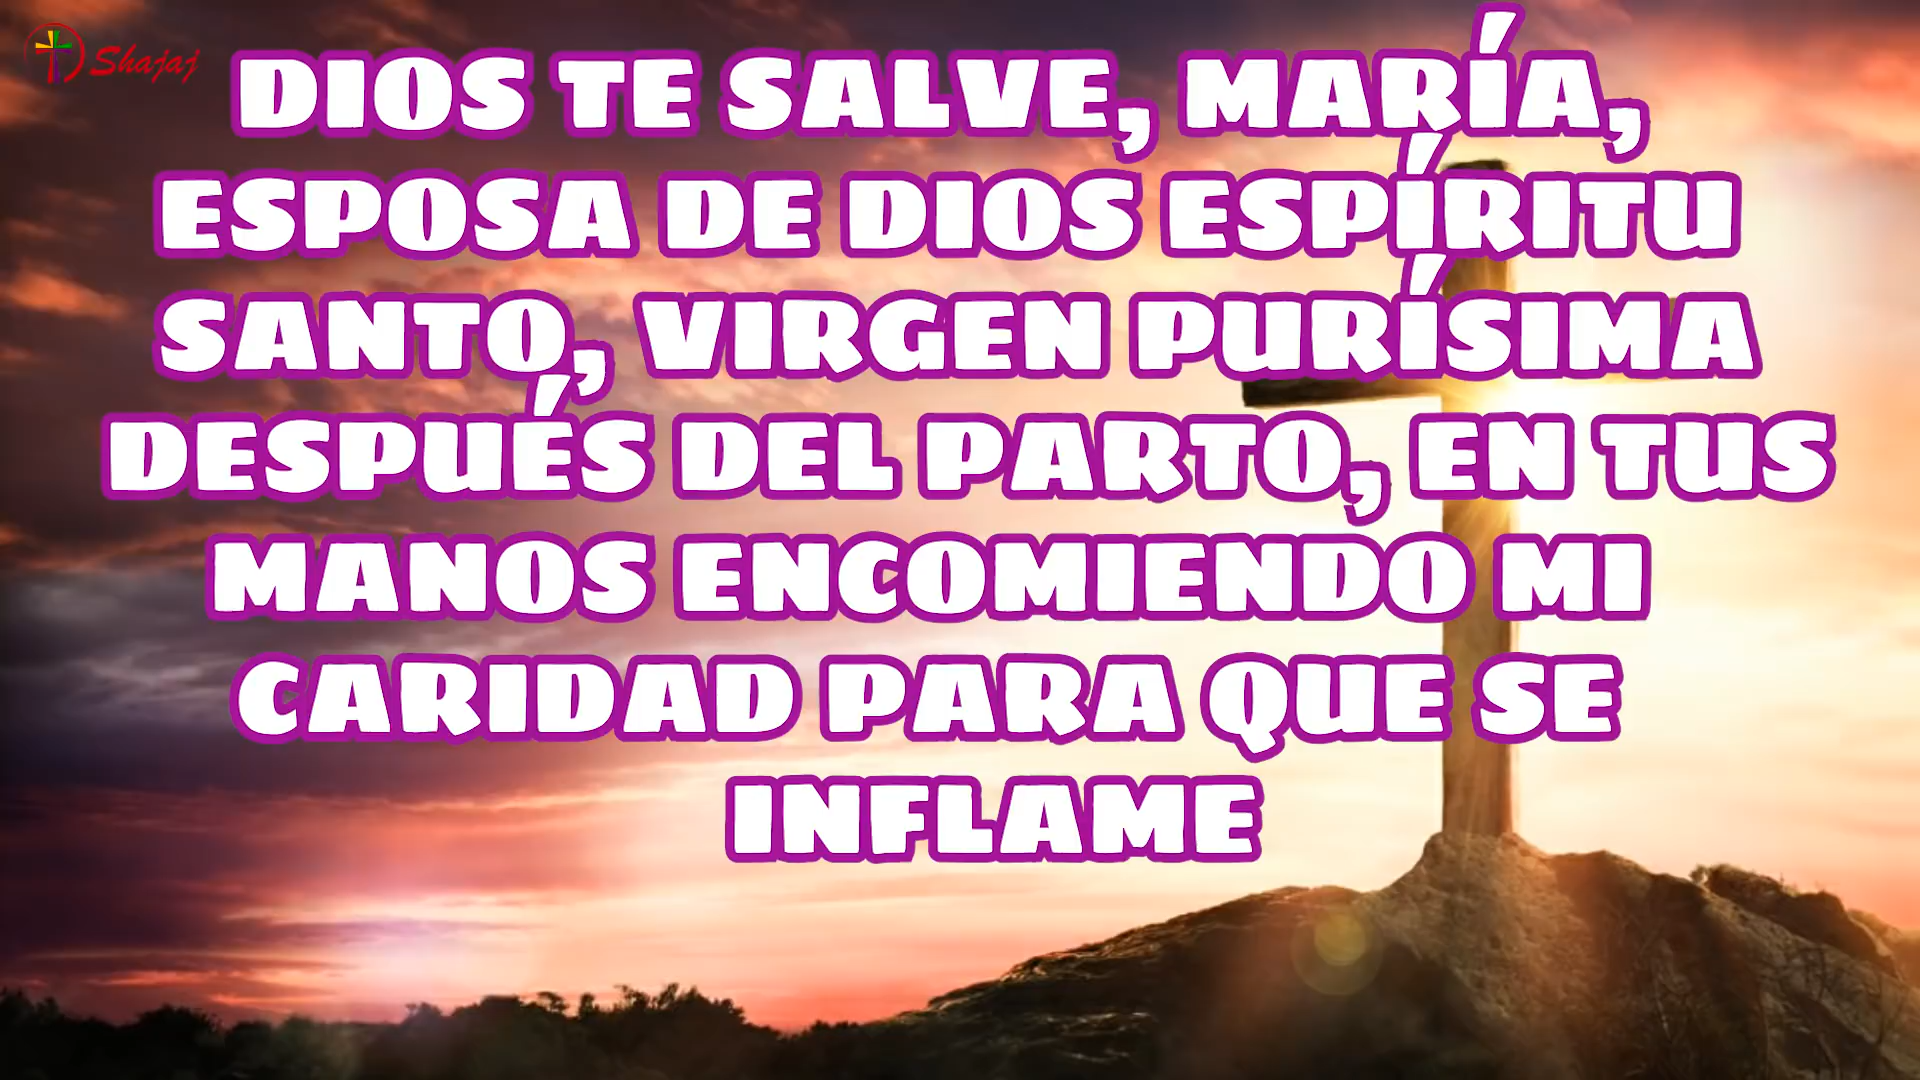 Shajaj
DIOS TE SALVE, MARÍA,
ESPOSA DE DIOS ESPÍRITU
SANTO, VIRGEN PURÍSIMA
DESPUÉS DEL PARTO, EN TUS
MANOS ENCOMIENDO MI
CARIDAD PARA QUE SE
INFLAME